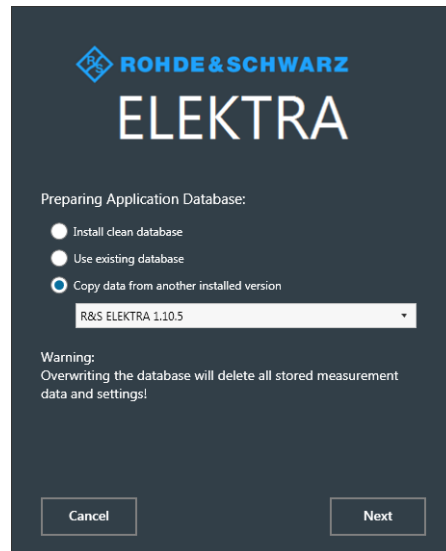 R&S ROHDE&SCHWARZ
ELEKTRA
Preparing Application Database:
Install clean database
Use existing database
Copy data from another installed version
R&S ELEKTRA 1.10.5
Warning:
Overwriting the database will delete all stored measurement
data and settings!
Cancel Next